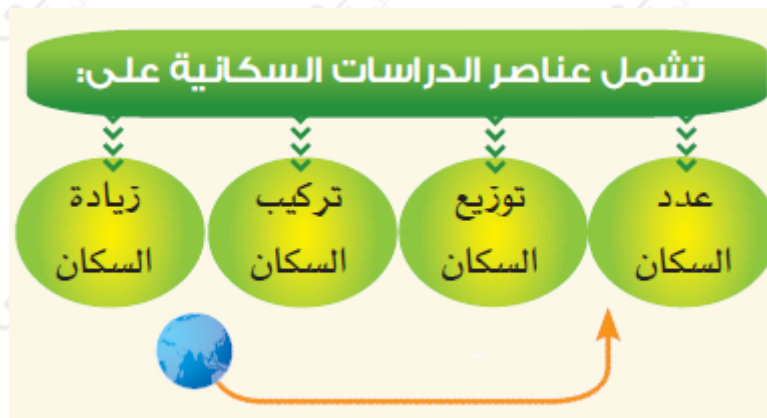 تشمل عناصر الدراسات السكانية على:
عدد
السكان
توزيع
السكان
تركيب
السكان
زيادة
السكان